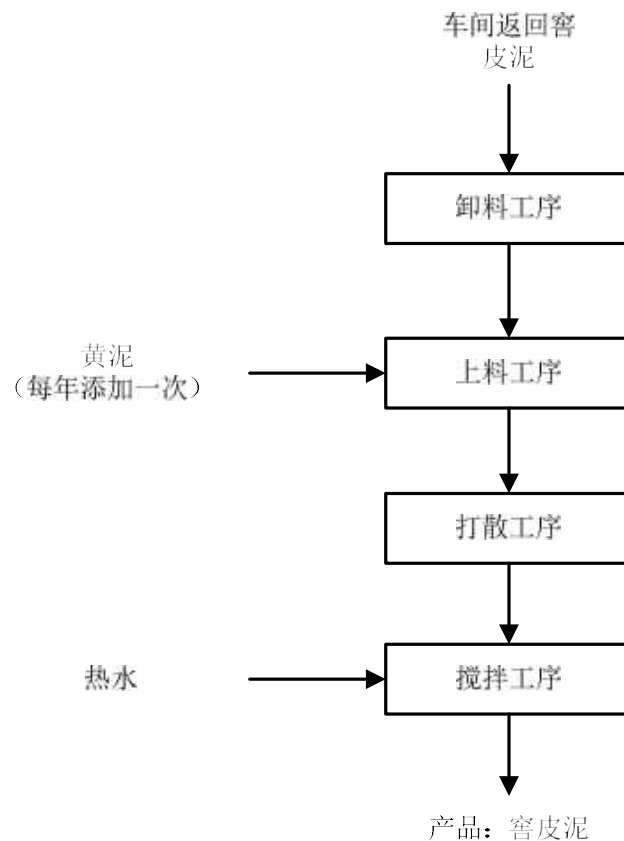 车间返回窖
皮泥
卸料工序
黄泥
（每年添加一次）
上料工序
打散工序
热水
搅拌工序
产品：窖皮泥